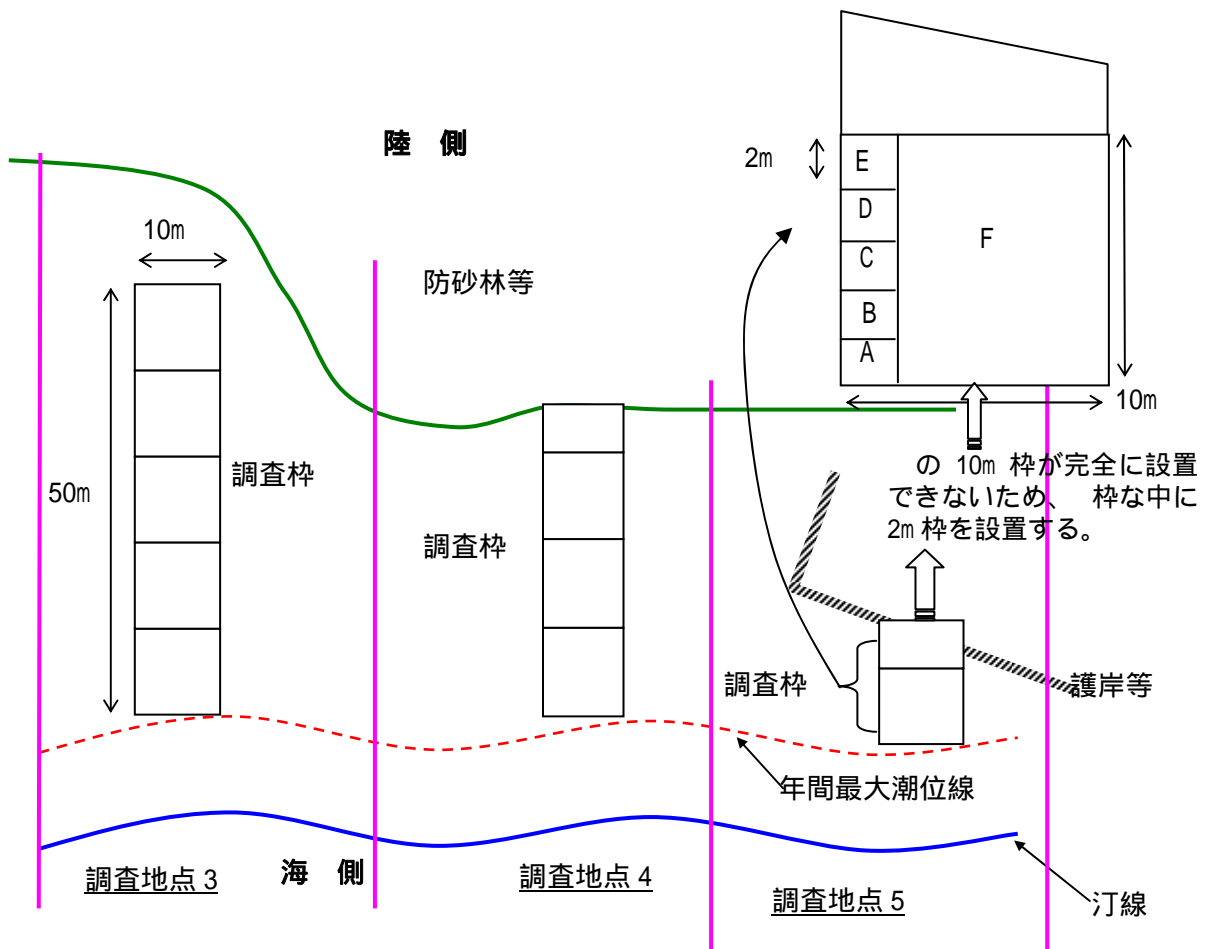 陸 側
2m
E
D
C
B
A
F
10m
防砂林等
10m
の 10m 枠が完全に設置
できないため、 枠な中に
2m 枠を設置する。
調査枠
50m
調査枠
調査枠
護岸等
年間最大潮位線
調査地点 3
海 側
調査地点 4
調査地点 5
汀線